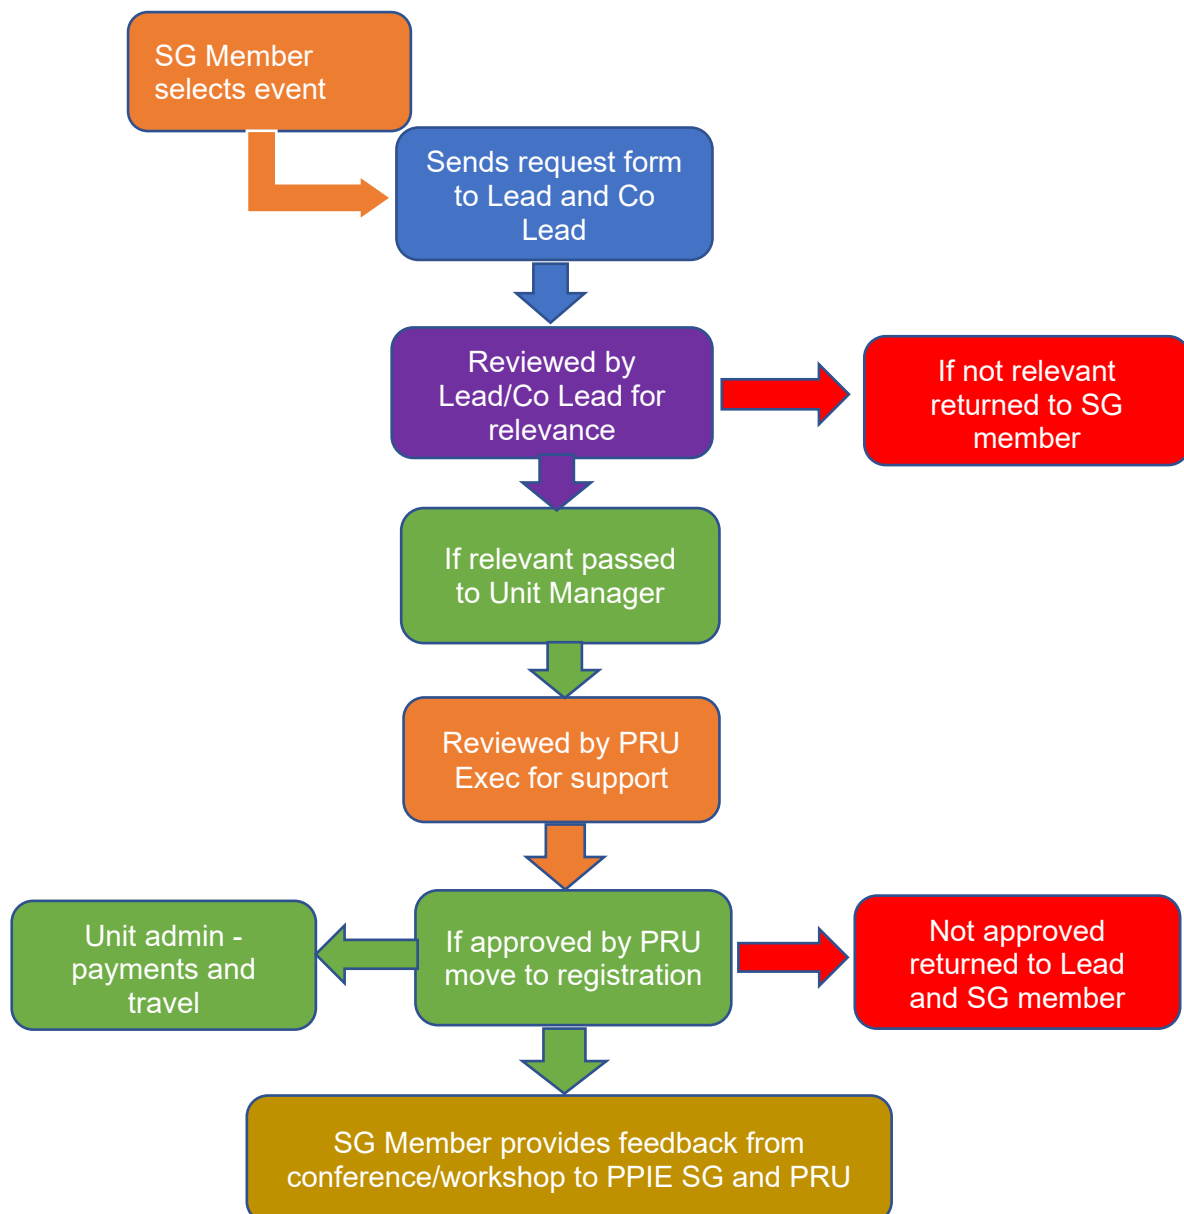 SG Member
selects event
Sends request form
to Lead and Co
Lead
Reviewed by
Lead/Co Lead for
relevance
If not relevant
returned to SG
member
If relevant passed
to Unit Manager
Reviewed by PRU
Exec for support
Unit admin -
payments and
travel
If approved by PRU
move to registration
Not approved
returned to Lead
and SG member
SG Member provides feedback from
conference/workshop to PPIE SG and PRU